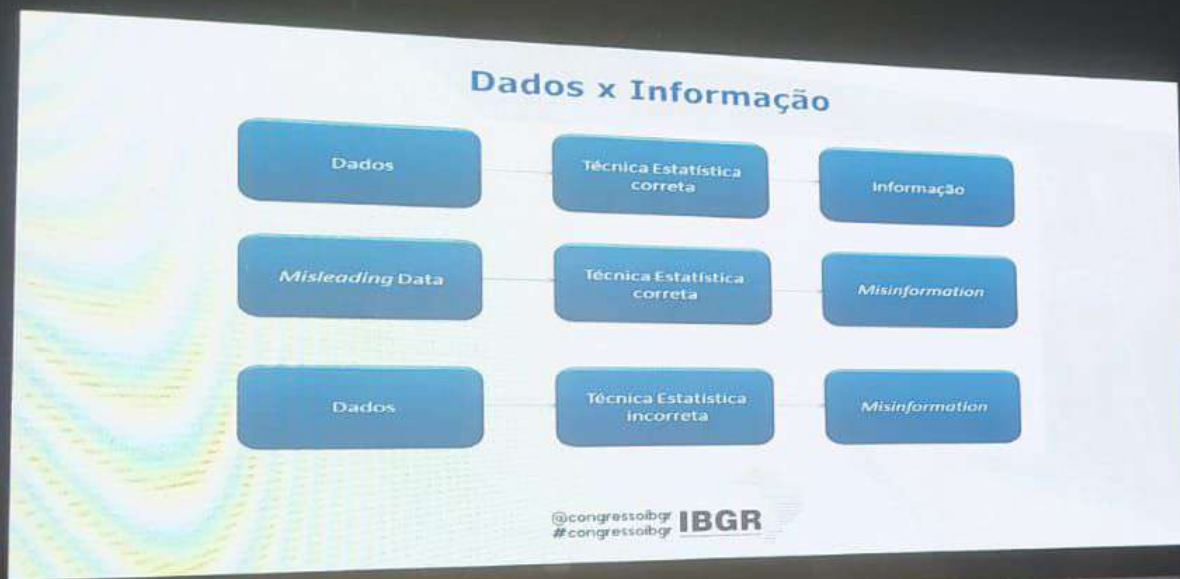 Dados x Informação
Dados
Técnica Estatística
correta
Informação
Misleading Data
Técnica Estatística
correta
Misinformation
Dados
Técnica Estatística
incorreta
Misinformation
@congressoibgr
#congressoibgr
IBGR